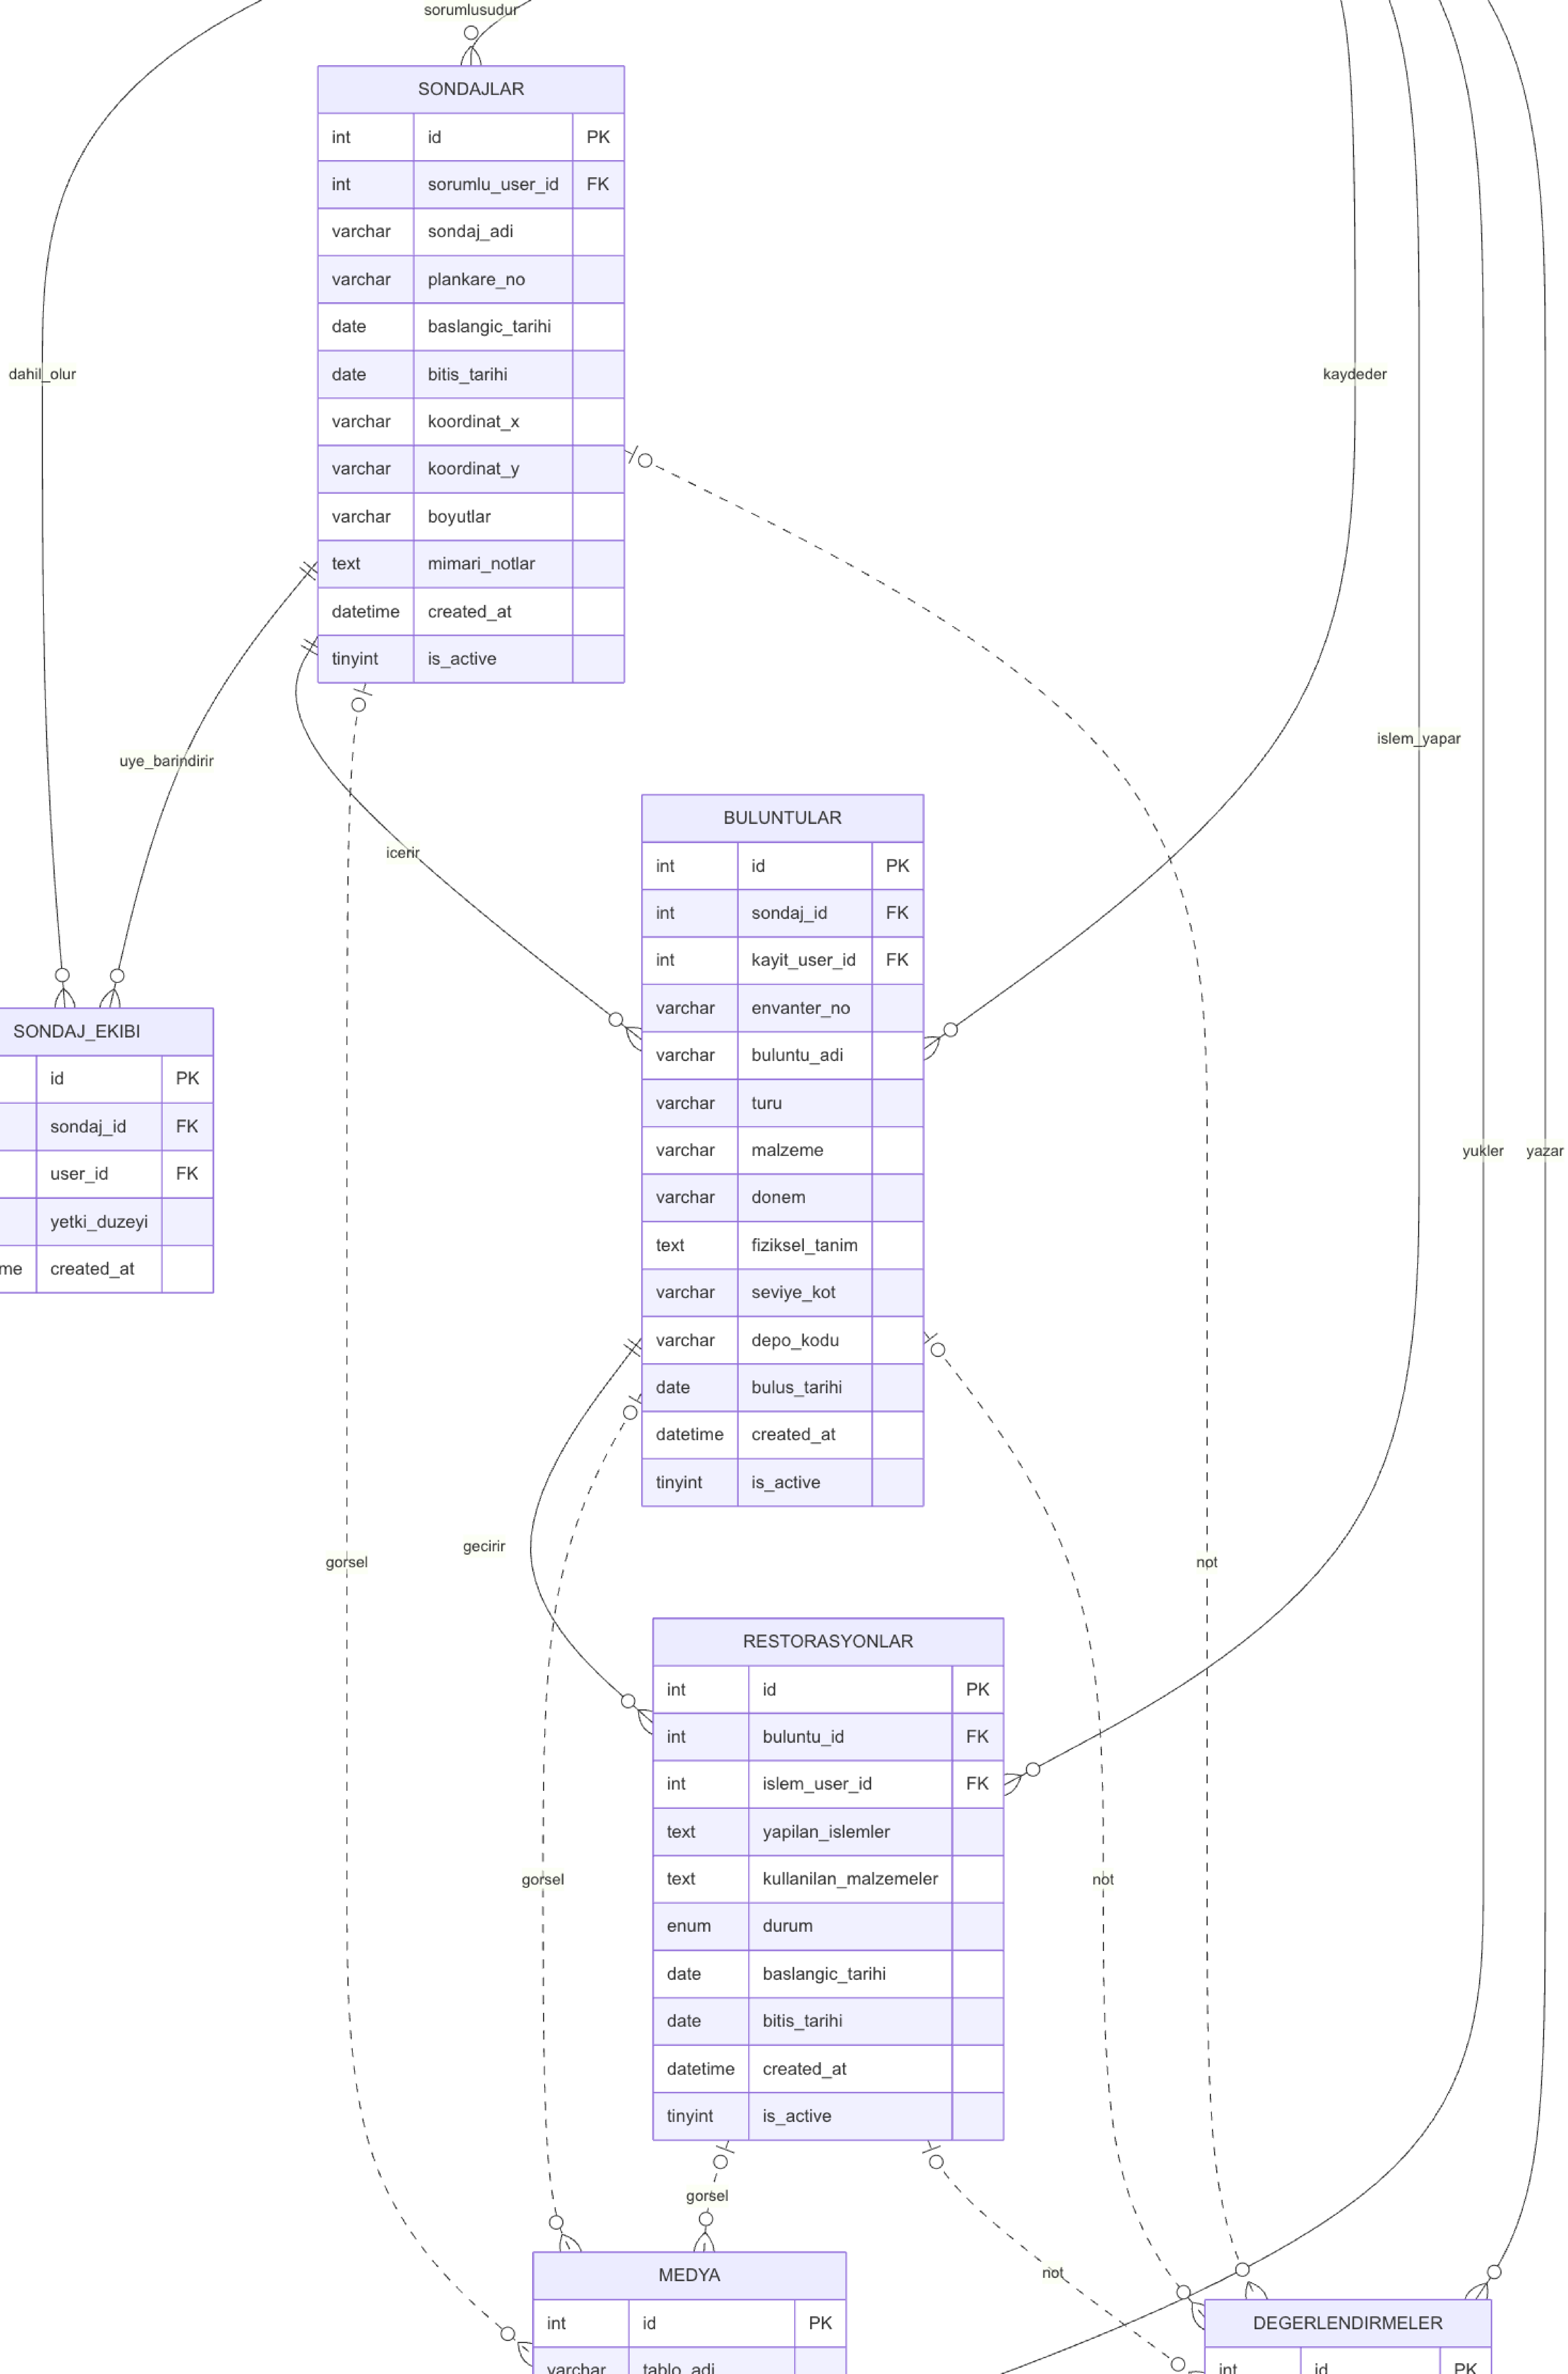 sorumlusudur
SONDAJLAR
int id PK
int sorumlu_user_id FK
varchar sondaj_adi
varchar plankare_no
date baslangic_tarihi
date bitis_tarihi
varchar koordinat_x
varchar koordinat_y
varchar boyutlar
text mimari_notlar
datetime created_at
tinyint is_active
dahil_olur
kaydeder
islem_yapar
uye_barindirir
icerir
BULUNTULAR
int id PK
int sondaj_id FK
int kayit_user_id FK
varchar envanter_no
varchar buluntu_adi
varchar turu
varchar malzeme
varchar donem
text fiziksel_tanim
varchar seviye_kot
varchar depo_kodu
date bulus_tarihi
datetime created_at
tinyint is_active
SONDAJ_EKIBI
id PK
sondaj_id FK
user_id FK
yetki_duzeyi
me created_at
yukler
yazar
gecirir
gorsel
not
RESTORASYONLAR
int id PK
int buluntu_id FK
int islem_user_id FK
text yapilan_islemler
text kullanilan_malzemeler
enum durum
date baslangic_tarihi
date bitis_tarihi
datetime created_at
tinyint is_active
gorsel
not
gorsel
not
MEDYA
int id PK
varchar tablo_adi
DEGERLENDIRMELER
int id PK